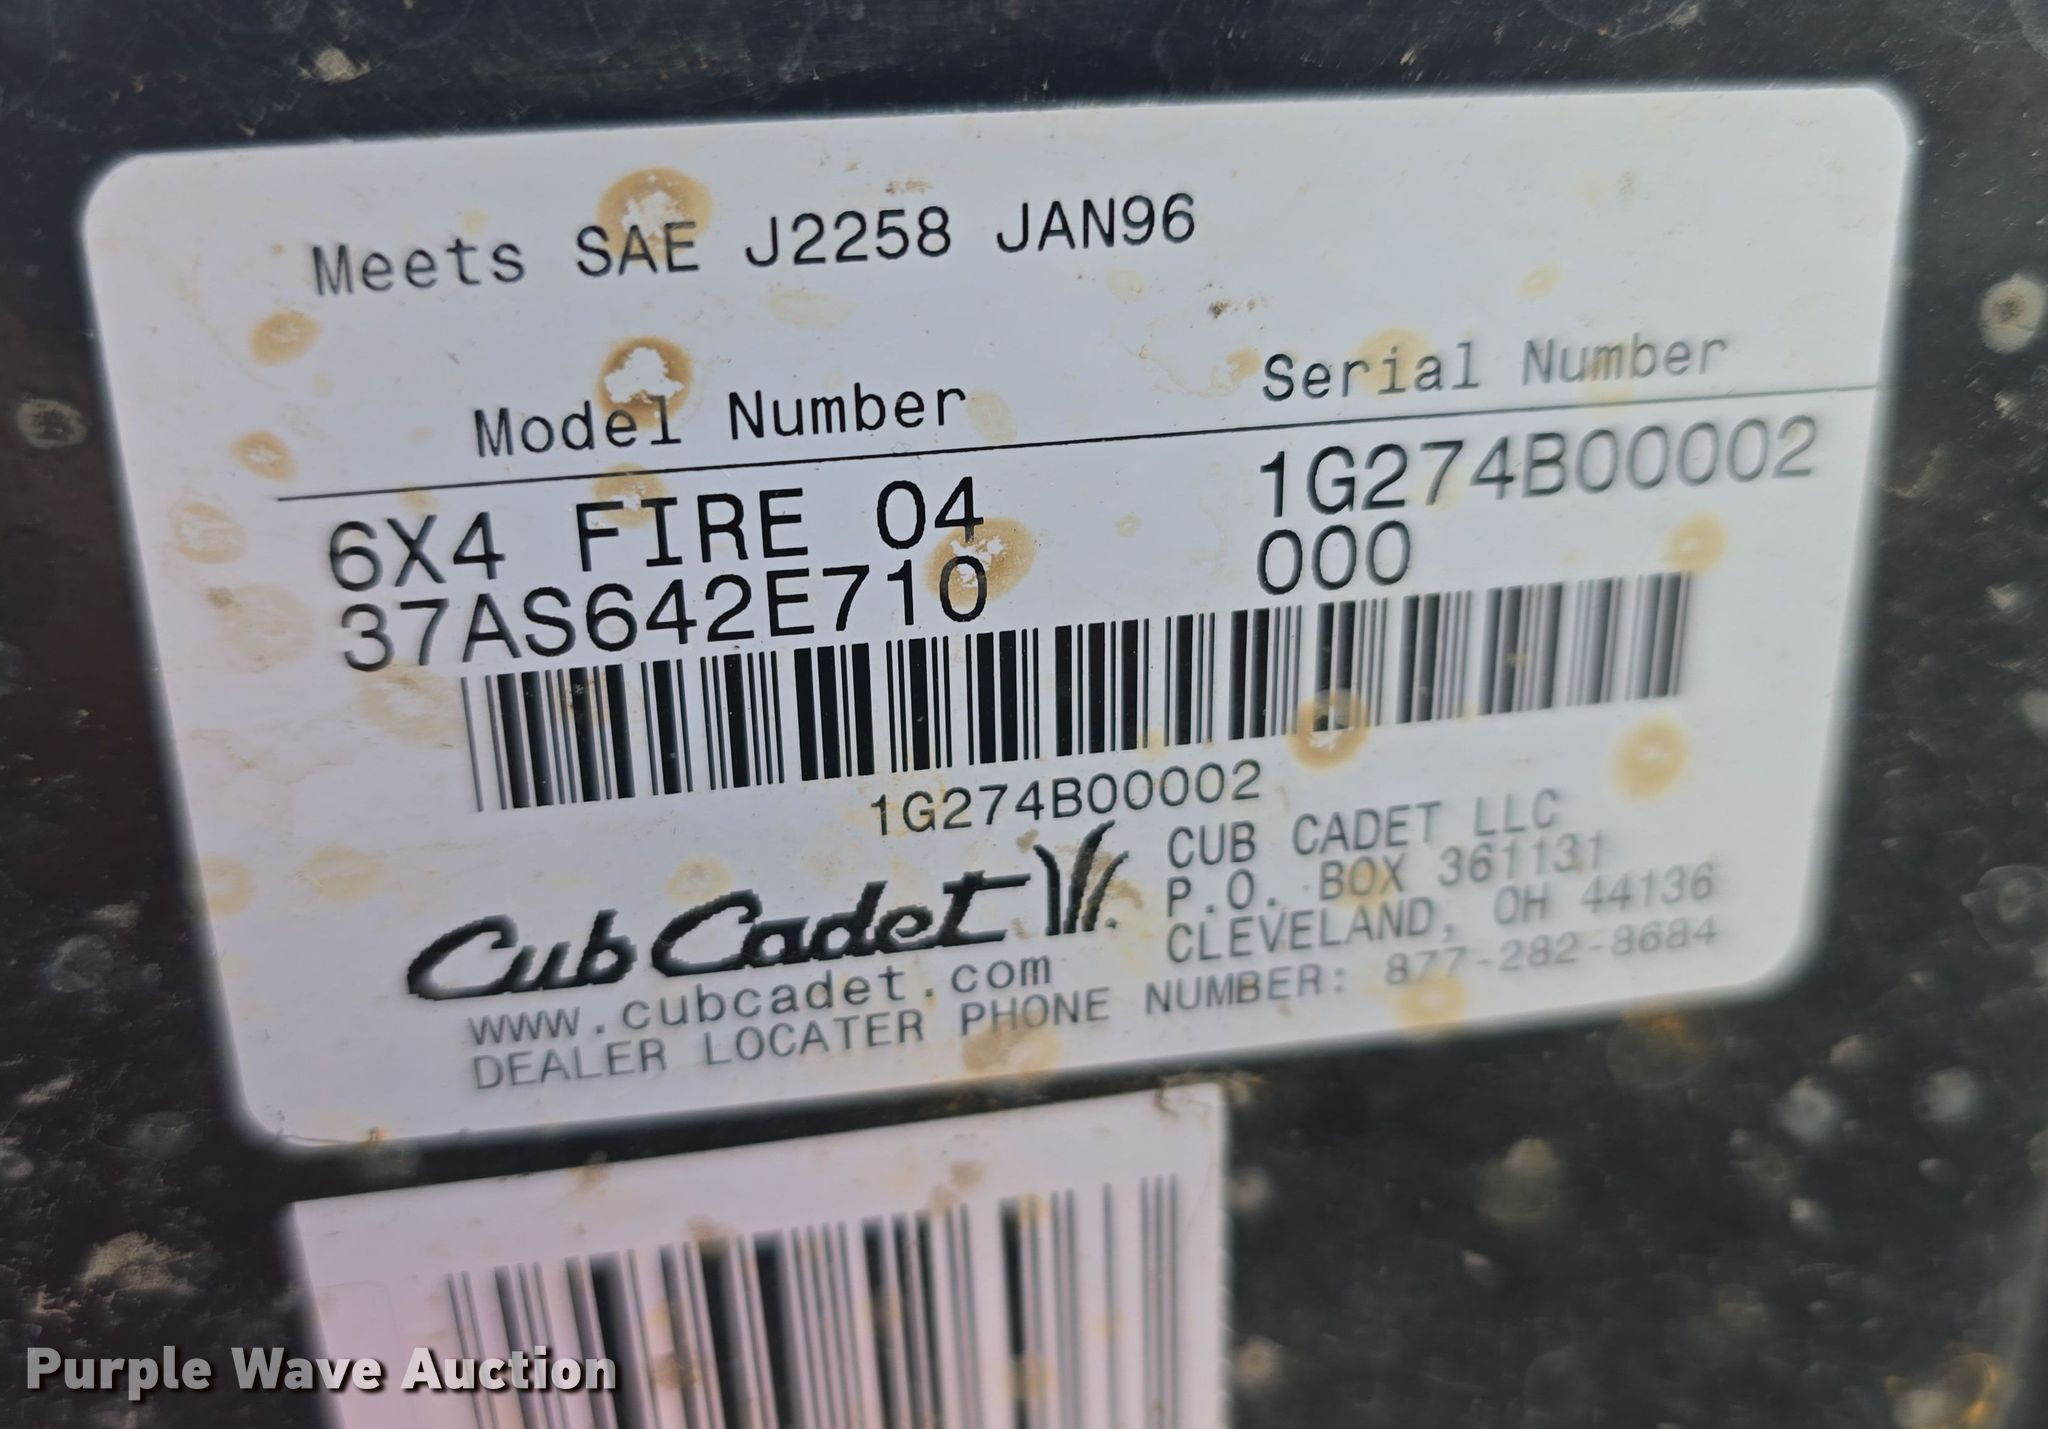 Meets SAE J2258 JAN96
Model Number Serial Number
6X4 FIRE 04 1G274B00002
37AS642E710 000
1G274B00002
Cub Cadet
www.cubcadet.com
CUB CADET LLC
P.O. BOX 361131
CLEVELAND, OH 44136
DEALER LOCATER PHONE NUMBER: 877-282-8684
Purple Wave Auction